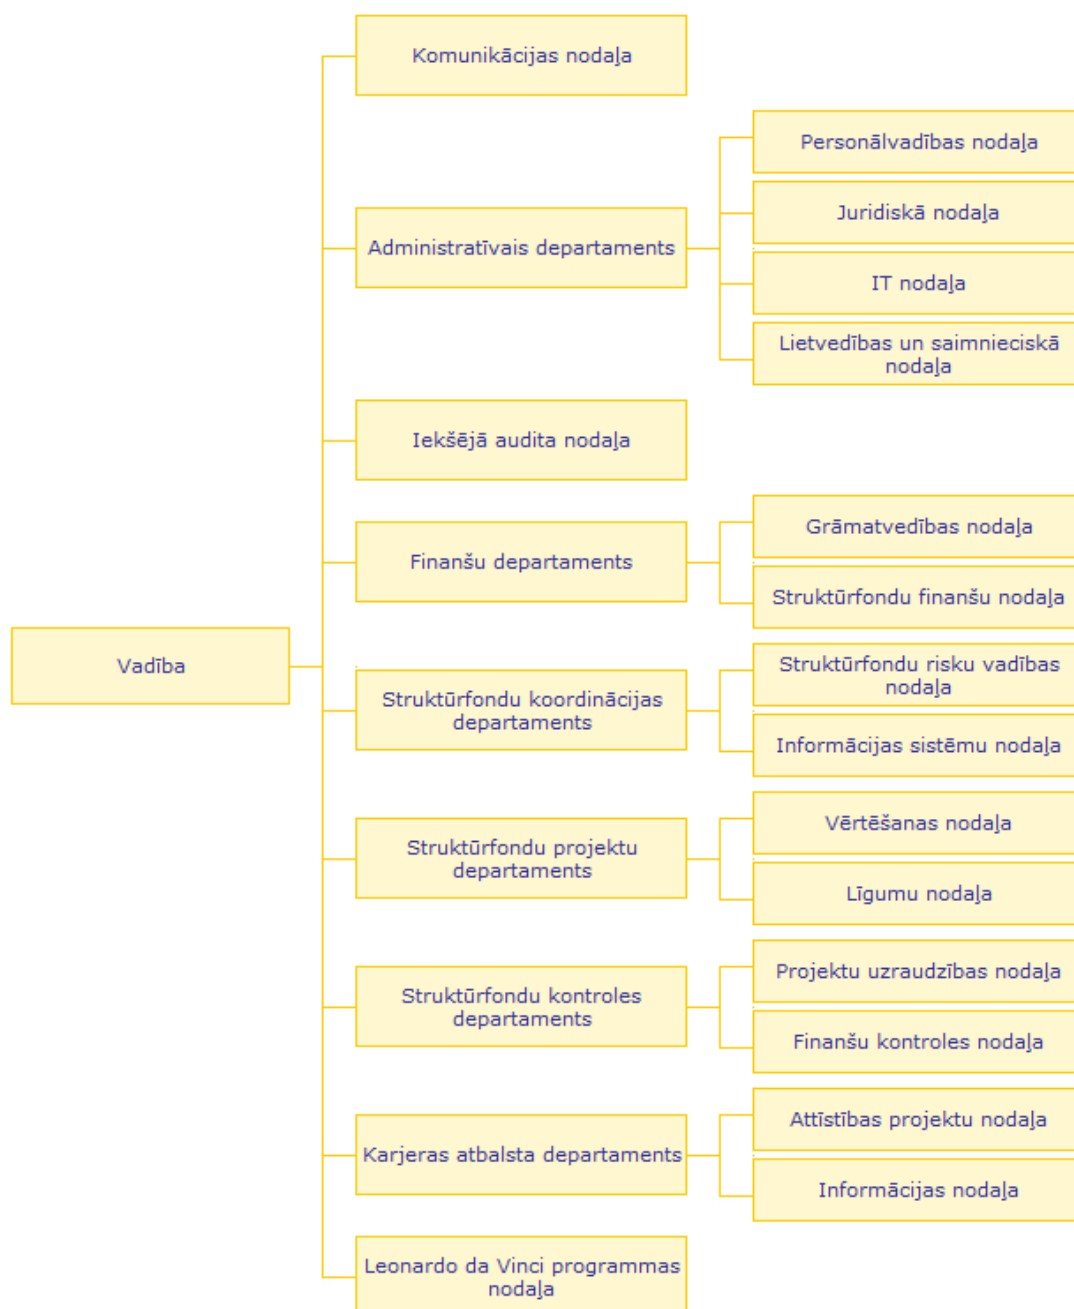 Komunikācijas nodaļa
Personālvadības nodaļa
Juridiskā nodaļa
Administratīvais departaments
IT nodaļa
Lietvedības un saimnieciskā
nodaļa
Iekšējā audita nodaļa
Grāmatvedības nodaļa
Finanšu departaments
Struktūrfondu finanšu nodaļa
Vadība
Struktūrfondu risku vadības
nodaļa
Struktūrfondu koordinācijas
departaments
Informācijas sistēmu nodaļa
Vērtēšanas nodaļa
Struktūrfondu projektu
departaments
Līgumu nodaļa
Projektu uzraudzības nodaļa
Struktūrfondu kontroles
departaments
Finanšu kontroles nodaļa
Attīstības projektu nodaļa
Karjeras atbalsta departaments
Informācijas nodaļa
Leonardo da Vinci programmas
nodaļa